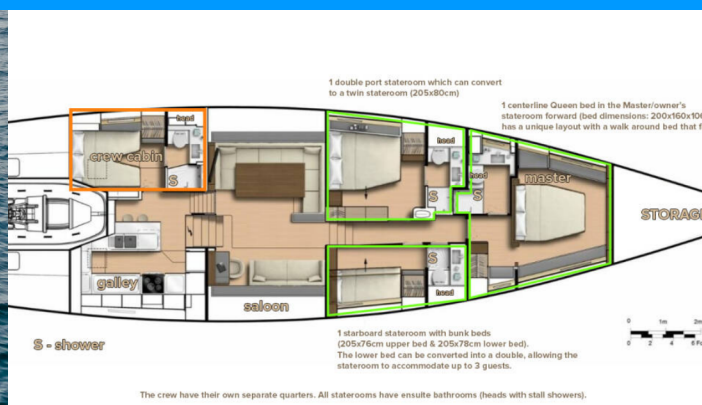 1 double port stateroom which can convert
to a twin stateroom (205x80cm)
1 centerline Queen bed in the Master/owner's
stateroom forward (bed dimensions: 200x160x10
has a unique layout with a walk around bed that f
head
crew cabin
S
head
S
head
S
master
STORAGE
galley
saloon
S
head
S - shower
0 1m 2m
0 2 4 6 Fo
1 starboard stateroom with bunk beds
(205x76cm upper bed & 205x78cm lower bed).
The lower bed can be converted into a double, allowing the
stateroom to accommodate up to 3 guests.
The crew have their own separate quarters. All staterooms have ensuite bathrooms (heads with stall showers).